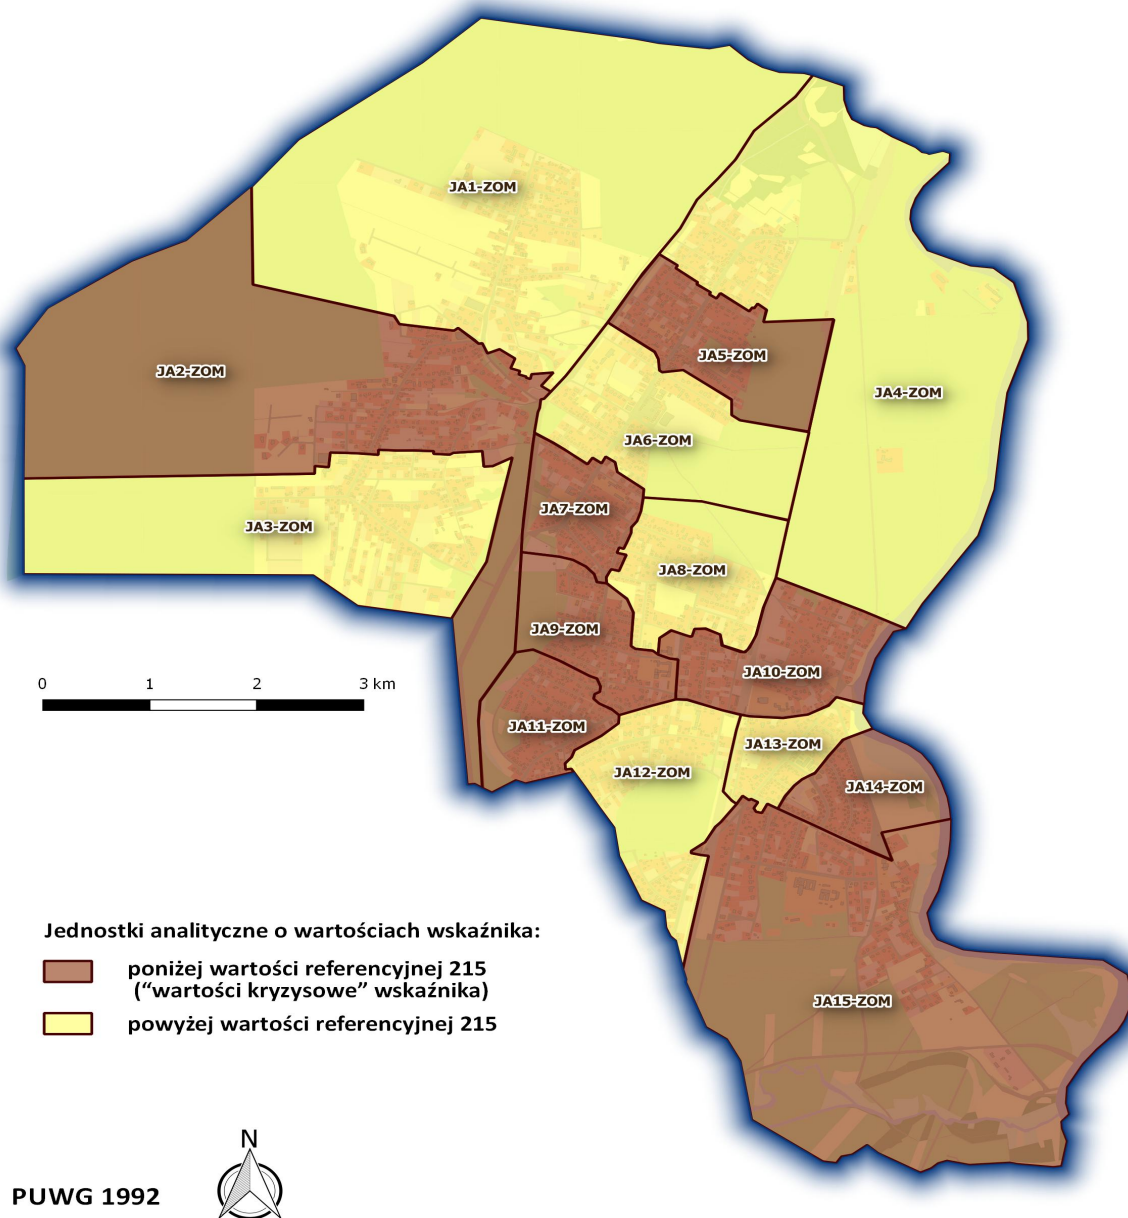 JA1-ZOM
JA2-ZOM
JA5-ZOM
JA4-ZOM
JA6-ZOM
JA7-ZOM
JA3-ZOM
JA8-ZOM
JA9-ZOM
JA10-ZOM
JA11-ZOM
JA13-ZOM
JA12-ZOM
JA14-ZOM
JA15-ZOM
0 1 2 3 km
Jednostki analityczne o wartościach wskaźnika:
poniżej wartości referencyjnej 215
(“wartości kryzysowe” wskaźnika)
powyżej wartości referencyjnej 215
N
PUWG 1992